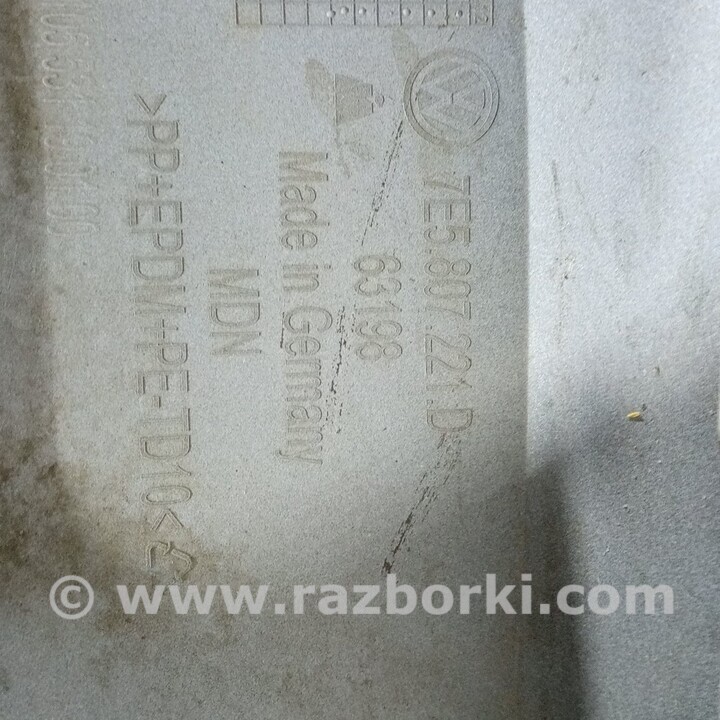 7E5.807.221.D
63198
Made in Germany
MDN
>PP+EPDM+PE-TD10<
© www.razborki.com